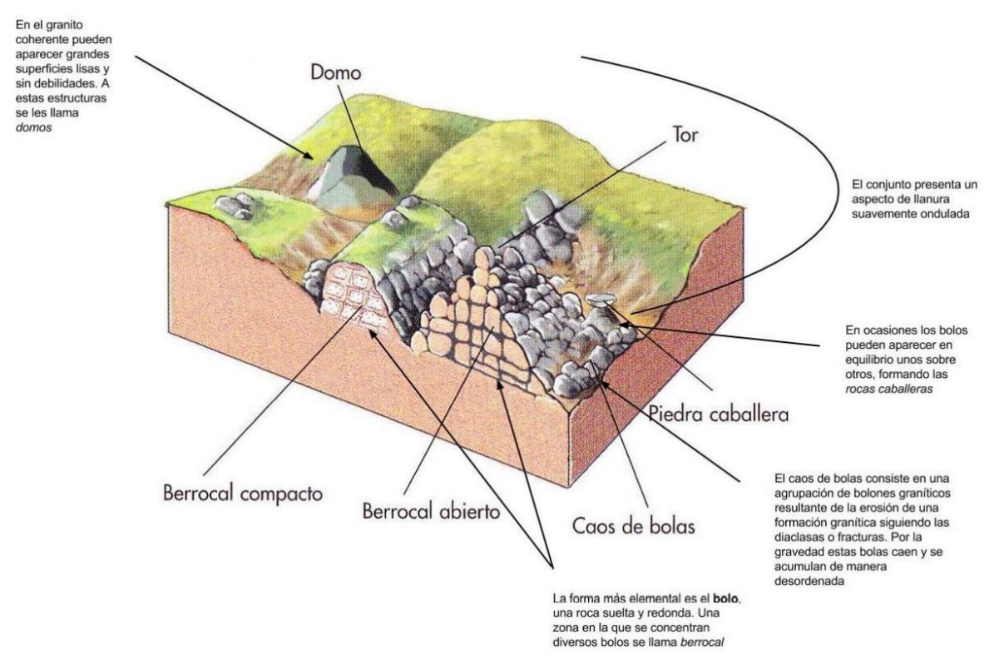 En el granito
coherente pueden
aparecer grandes
superficies lisas y
sin debilidades. A
estas estructuras
se les llama
domos
Domo
Tor
El conjunto presenta un
aspecto de llanura
suavemente ondulada
En ocasiones los bolos
pueden aparecer en
equilibrio unos sobre
otros, formando las
rocas caballeras
Piedra caballera
Berrocal compacto
Berrocal abierto
Caos de bolas
El caos de bolas consiste en una
agrupación de bolones graníticos
resultante de la erosión de una
formación granítica siguiendo las
diaclasas o fracturas. Por la
gravedad estas bolas caen y se
acumulan de manera
desordenada
La forma más elemental es el bolo,
una roca suelta y redonda. Una
zona en la que se concentran
diversos bolos se llama berrocal